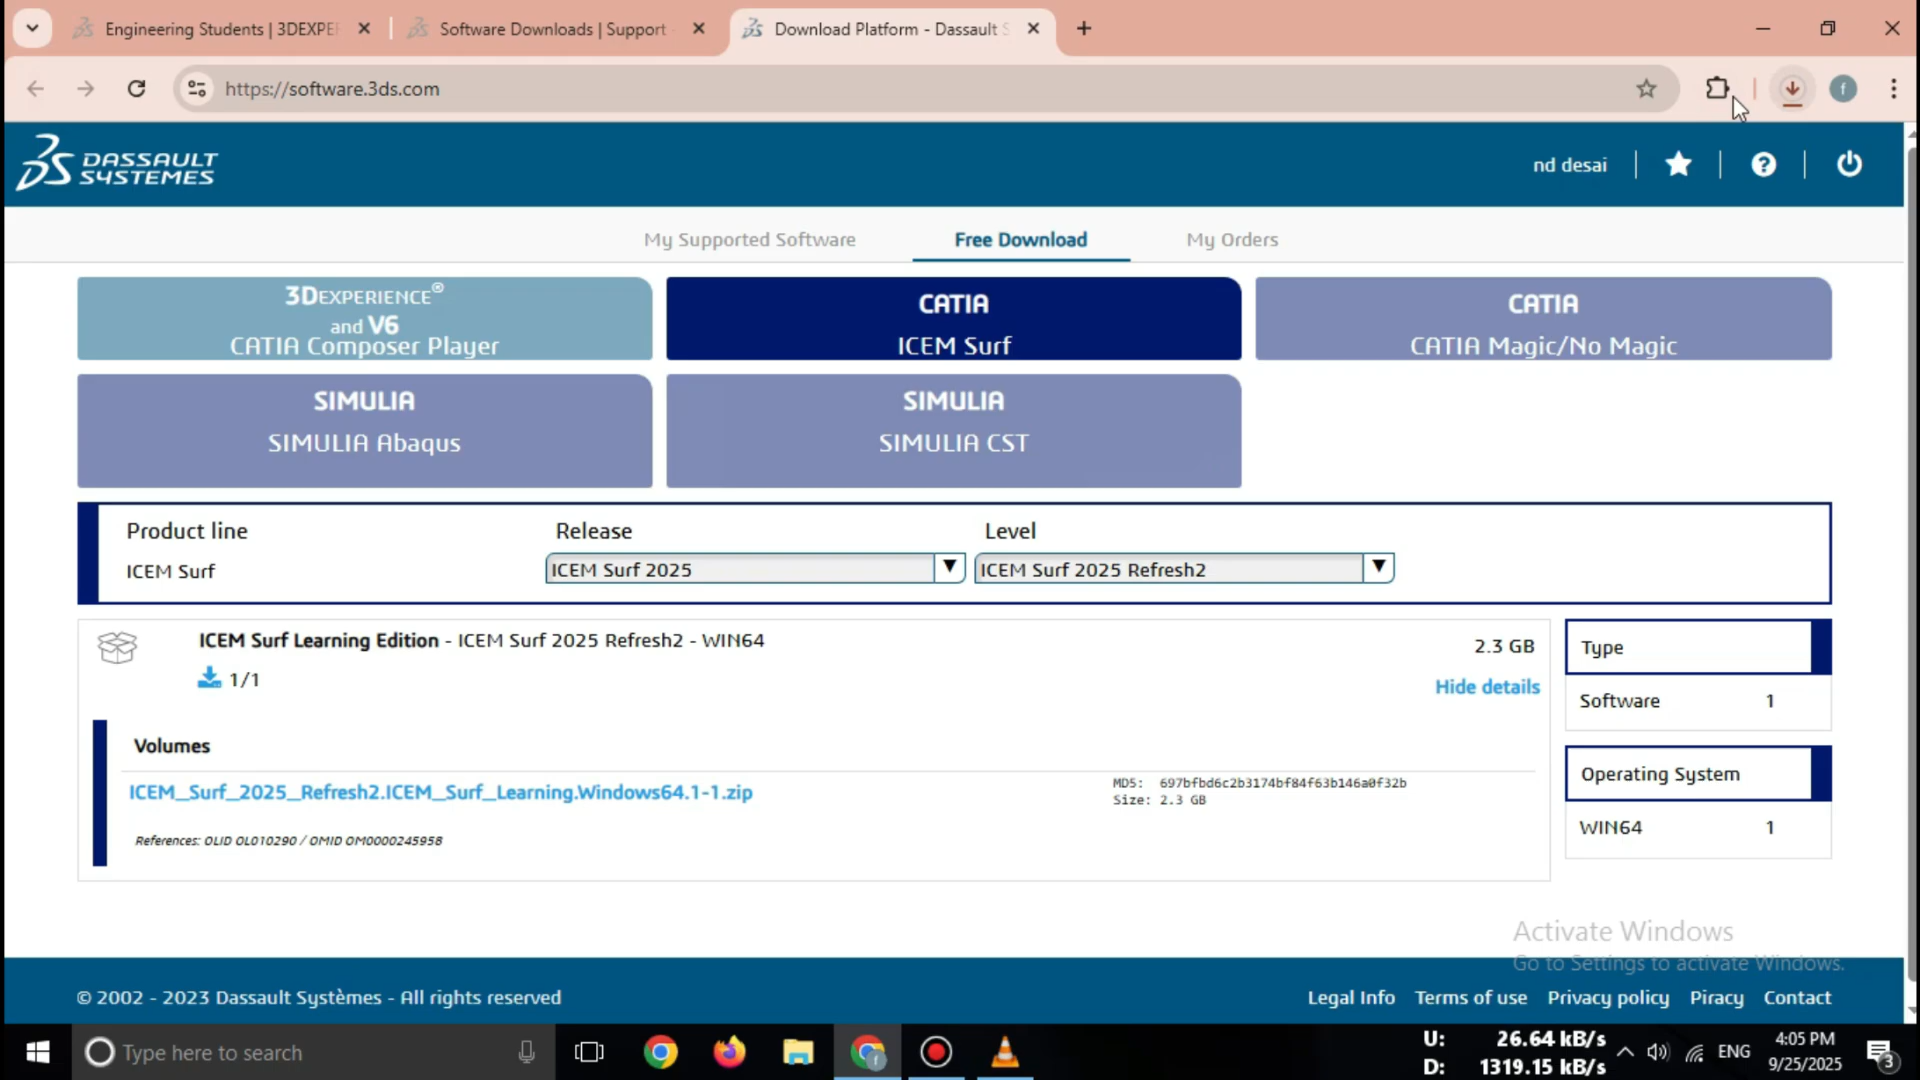 Engineering Students | 3DEXPE
Software Downloads | Support
Download Platform - Dassault S
https://software.3ds.com
f
DASSAULT
SYSTEMES
nd desai
My Supported Software
Free Download
My Orders
3DEXPERIENCE®
and V6
CATIA Composer Player
CATIA
ICEM Surf
CATIA
CATIA Magic/No Magic
SIMULIA
SIMULIA Abaqus
SIMULIA
SIMULIA CST
Product line
Release
Level
ICEM Surf
ICEM Surf 2025
ICEM Surf 2025 Refresh2
ICEM Surf Learning Edition - ICEM Surf 2025 Refresh2 - WIN64
2.3 GB
1/1
Hide details
Volumes
ICEM_Surf_2025_Refresh2.ICEM_Surf_Learning.Windows64.1-1.zip
MD5: 697bfbd6c2b3174bf84f63b146a0f32b
Size: 2.3 GB
References: OLID OL010290 / OMID OM0000245958
Type
Software 1
Operating System
WIN64 1
Activate Windows
Go to Settings to activate Windows.
© 2002 - 2023 Dassault Systèmes - All rights reserved
Legal Info
Terms of use
Privacy policy
Piracy
Contact
Type here to search
f
U: 26.64 kB/s
D: 1319.15 kB/s
ENG
4:05 PM
9/25/2025
3